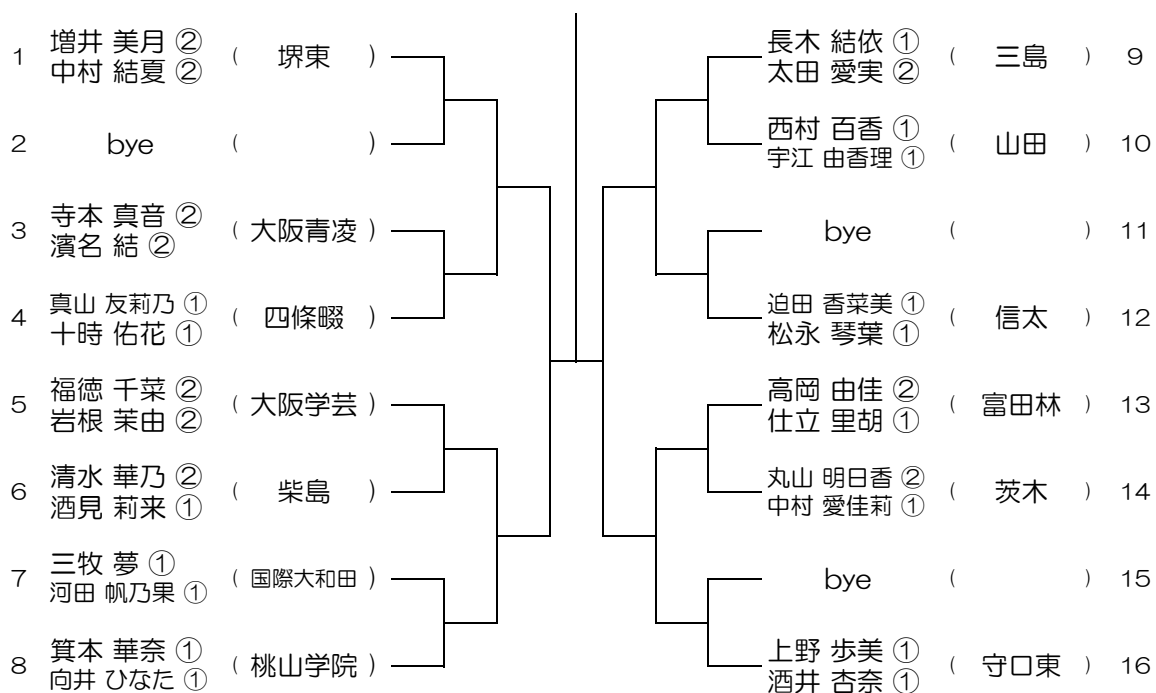 1 増井 美月 ② ( 堺東 )
中村 結夏 ②
2 bye ( )
3 寺本 真音 ② ( 大阪青凌 )
濱名 結 ②
4 真山 友莉乃 ① ( 四條畷 )
十時 佑花 ①
5 福徳 千菜 ② ( 大阪学芸 )
岩根 茉由 ②
6 清水 華乃 ② ( 柴島 )
酒見 莉来 ①
7 三牧 夢 ① ( 国際大和田 )
河田 帆乃果 ①
8 箕本 華奈 ① ( 桃山学院 )
向井 ひなた ①
長木 結依 ① ( 三島 ) 9
太田 愛実 ②
西村 百香 ① ( 山田 ) 10
宇江 由香理 ①
bye ( ) 11
迫田 香菜美 ① ( 信太 ) 12
松永 琴葉 ①
高岡 由佳 ② ( 富田林 ) 13
仕立 里胡 ①
丸山 明日香 ② ( 茨木 ) 14
中村 愛佳莉 ①
bye ( ) 15
上野 歩美 ① ( 守口東 ) 16
酒井 杏奈 ①